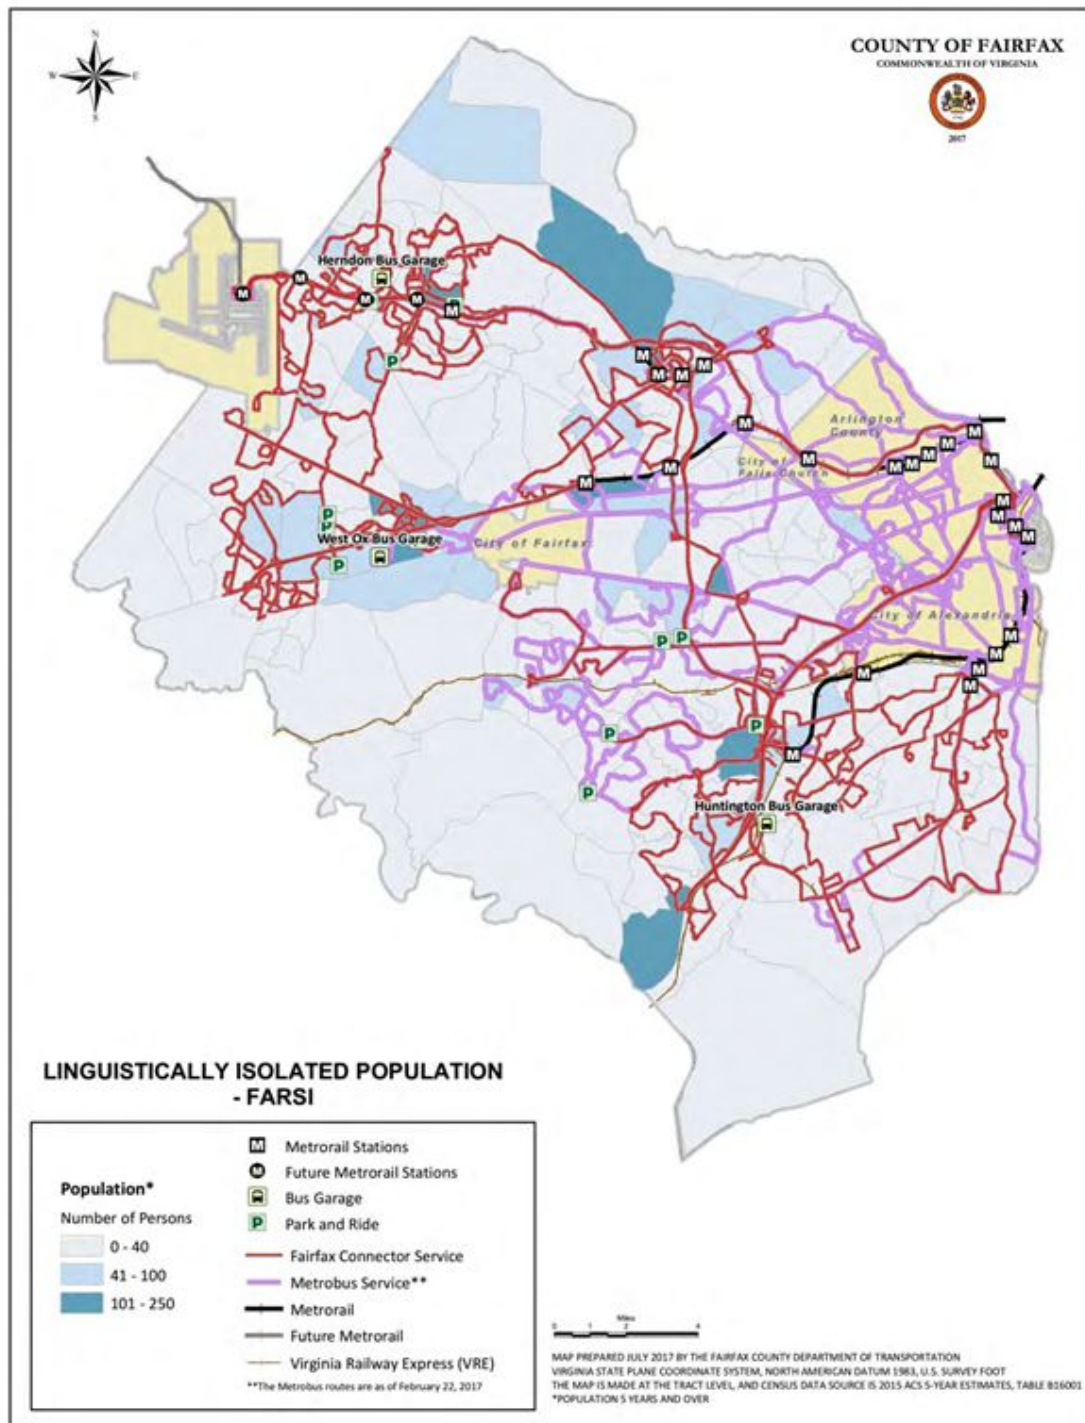 N
W
E
S
COUNTY OF FAIRFAX
COMMONWEALTH OF VIRGINIA
2017
Herndon Bus Garage
Arlington
County
City of
Falls Church
West Ox Bus Garage
City of Fairfax
City of Alexandria
Huntington Bus Garage
LINGUISTICALLY ISOLATED POPULATION
- FARSI
Population*
Number of Persons
0 - 40
41 - 100
101 - 250
M Metrorail Stations
M Future Metrorail Stations
Bus Garage
P Park and Ride
Fairfax Connector Service
Metrobus Service**
Metrorail
Future Metrorail
Virginia Railway Express (VRE)
**The Metrobus routes are as of February 22, 2017
Miles
0 1 2 4
MAP PREPARED JULY 2017 BY THE FAIRFAX COUNTY DEPARTMENT OF TRANSPORTATION
VIRGINIA STATE PLANE COORDINATE SYSTEM, NORTH AMERICAN DATUM 1983, U.S. SURVEY FOOT
THE MAP IS MADE AT THE TRACT LEVEL, AND CENSUS DATA SOURCE IS 2015 ACS 5-YEAR ESTIMATES, TABLE B16001
*POPULATION 5 YEARS AND OVER